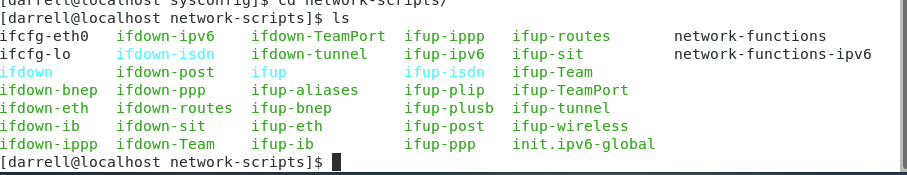 [darrell@localhost sysconfig]$ cd network-scripts/
[darrell@localhost network-scripts]$ ls
ifcfg-eth0   ifdown-ipv6    ifdown-TeamPort  ifup-ippp   ifup-routes       network-functions
ifcfg-lo     ifdown-isdn    ifdown-tunnel    ifup-ipv6   ifup-sit          network-functions-ipv6
ifdown       ifdown-post    ifup             ifup-isdn   ifup-Team
ifdown-bnep  ifdown-ppp     ifup-aliases     ifup-plip   ifup-TeamPort
ifdown-eth   ifdown-routes  ifup-bnep        ifup-plusb  ifup-tunnel
ifdown-ib    ifdown-sit     ifup-eth         ifup-post   ifup-wireless
ifdown-ippp  ifdown-Team    ifup-ib          ifup-ppp    init.ipv6-global
[darrell@localhost network-scripts]$